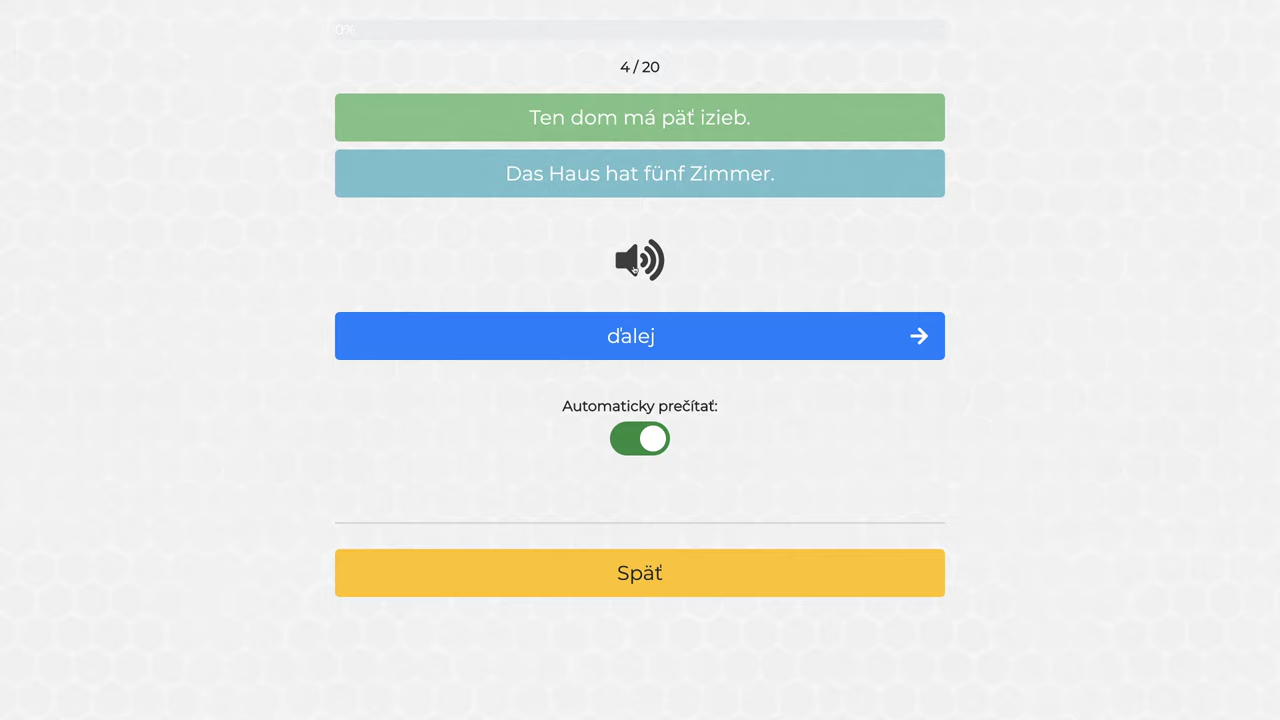 0%
4 / 20
Ten dom má päť izieb.
Das Haus hat fünf Zimmer.
ďalej
Automaticky prečítať:
Späť